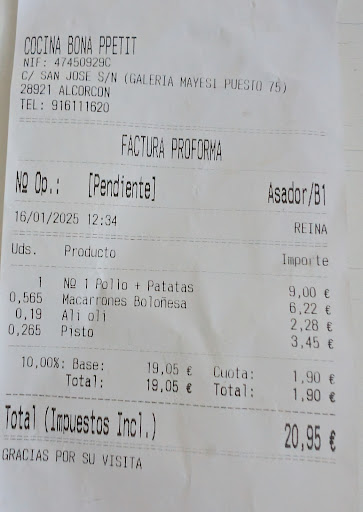 COCINA BONA PPETIT
NIF: 47450929C
C/ SAN JOSE S/N (GALERIA MAYESI PUESTO 75)
28921 ALCORCON
TEL: 916111620
FACTURA PROFORMA
Nº Op.: [Pendiente] Asador/B1
16/01/2025 12:34 REINA
Uds. Producto Importe
1 Nº 1 Pollo + Patatas 9,00 €
0,565 Macarrones Boloñesa 6,22 €
0,19 Ali oli 2,28 €
0,265 Pisto 3,45 €
10,00%: Base: 19,05 € Cuota: 1,90 €
Total: 19,05 € Total: 1,90 €
Total (Impuestos Incl.) 20,95 €
GRACIAS POR SU VISITA